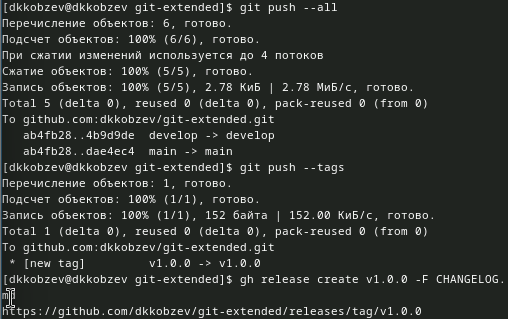 [dkkobzev@dkkobzev git-extended]$ git push --all
Перечисление объектов: 6, готово.
Подсчет объектов: 100% (6/6), готово.
При сжатии изменений используется до 4 потоков
Сжатие объектов: 100% (5/5), готово.
Запись объектов: 100% (5/5), 2.78 КиБ | 2.78 МиБ/с, готово.
Total 5 (delta 0), reused 0 (delta 0), pack-reused 0 (from 0)
To github.com:dkkobzev/git-extended.git
   ab4fb28..4b9d9de  develop -> develop
   ab4fb28..dae4ec4  main -> main
[dkkobzev@dkkobzev git-extended]$ git push --tags
Перечисление объектов: 1, готово.
Подсчет объектов: 100% (1/1), готово.
Запись объектов: 100% (1/1), 152 байта | 152.00 КиБ/с, готово.
Total 1 (delta 0), reused 0 (delta 0), pack-reused 0 (from 0)
To github.com:dkkobzev/git-extended.git
 * [new tag]         v1.0.0 -> v1.0.0
[dkkobzev@dkkobzev git-extended]$ gh release create v1.0.0 -F CHANGELOG.
md
https://github.com/dkkobzev/git-extended/releases/tag/v1.0.0